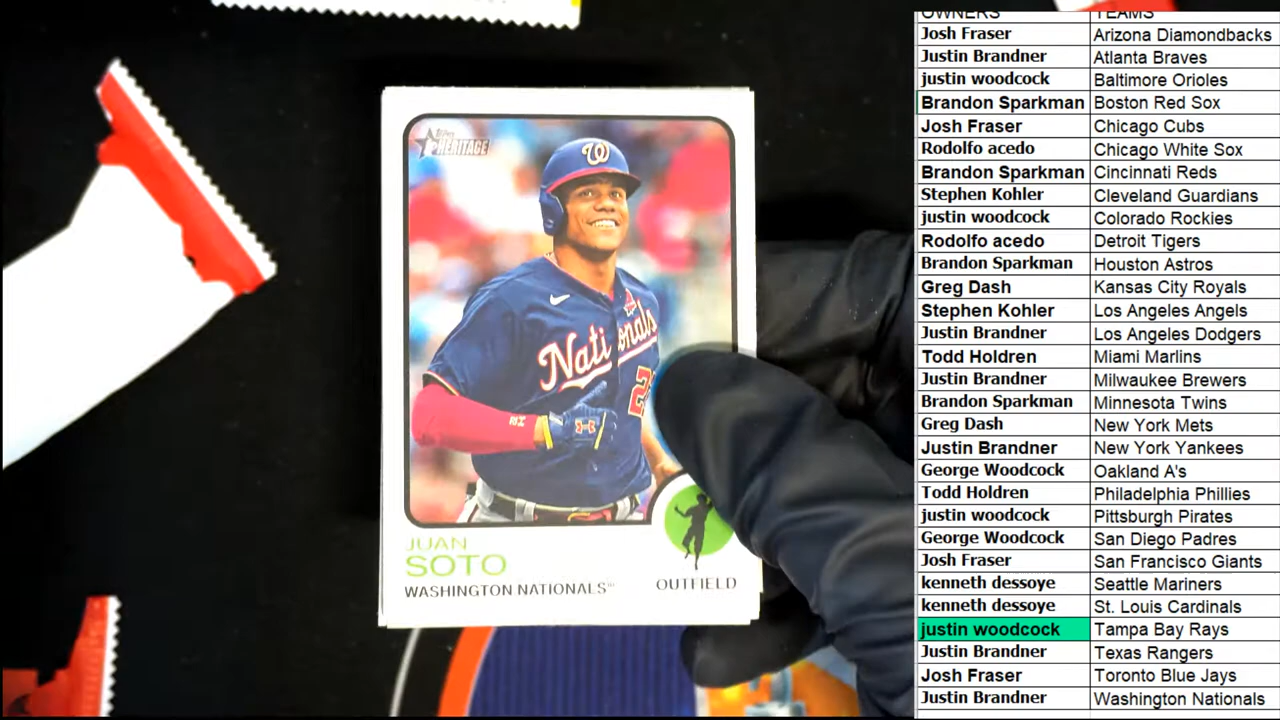 OWNERS TEAMS
Josh Fraser Arizona Diamondbacks
Justin Brandner Atlanta Braves
justin woodcock Baltimore Orioles
Brandon Sparkman Boston Red Sox
Josh Fraser Chicago Cubs
Rodolfo acedo Chicago White Sox
Brandon Sparkman Cincinnati Reds
Stephen Kohler Cleveland Guardians
justin woodcock Colorado Rockies
Rodolfo acedo Detroit Tigers
Brandon Sparkman Houston Astros
Greg Dash Kansas City Royals
Stephen Kohler Los Angeles Angels
Justin Brandner Los Angeles Dodgers
Todd Holdren Miami Marlins
Justin Brandner Milwaukee Brewers
Brandon Sparkman Minnesota Twins
Greg Dash New York Mets
Justin Brandner New York Yankees
George Woodcock Oakland A's
Todd Holdren Philadelphia Phillies
justin woodcock Pittsburgh Pirates
George Woodcock San Diego Padres
Josh Fraser San Francisco Giants
kenneth dessoye Seattle Mariners
kenneth dessoye St. Louis Cardinals
justin woodcock Tampa Bay Rays
Justin Brandner Texas Rangers
Josh Fraser Toronto Blue Jays
Justin Brandner Washington Nationals
Topps
HERITAGE
W
Nationals
2
JUAN
SOTO
WASHINGTON NATIONALS
OUTFIELD